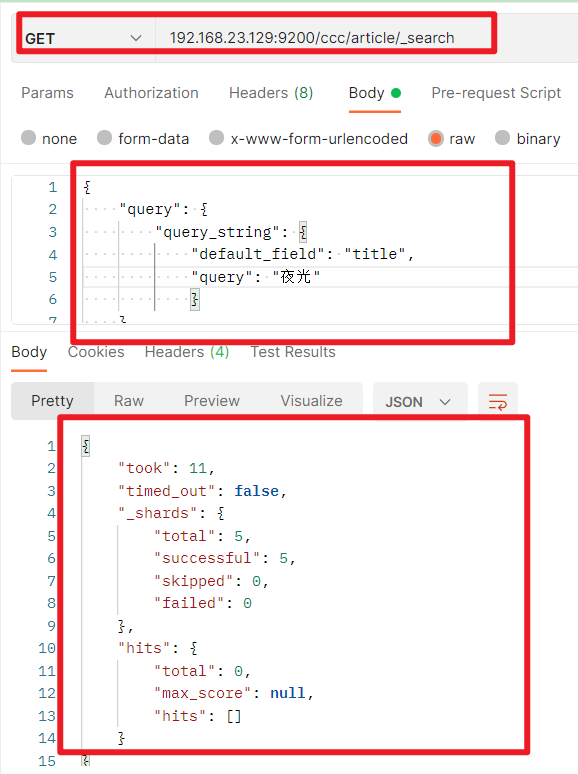 GET 192.168.23.129:9200/ccc/article/_search
Params Authorization Headers (8) Body Pre-request Script
none form-data x-www-form-urlencoded raw binary
1 {
2 "query": {
3 "query_string": {
4 "default_field": "title",
5 "query": "夜光"
6 }
7 }
Body Cookies Headers (4) Test Results
Pretty Raw Preview Visualize JSON
1 {
2 "took": 11,
3 "timed_out": false,
4 "_shards": {
5 "total": 5,
6 "successful": 5,
7 "skipped": 0,
8 "failed": 0
9 },
10 "hits": {
11 "total": 0,
12 "max_score": null,
13 "hits": []
14 }
15 }